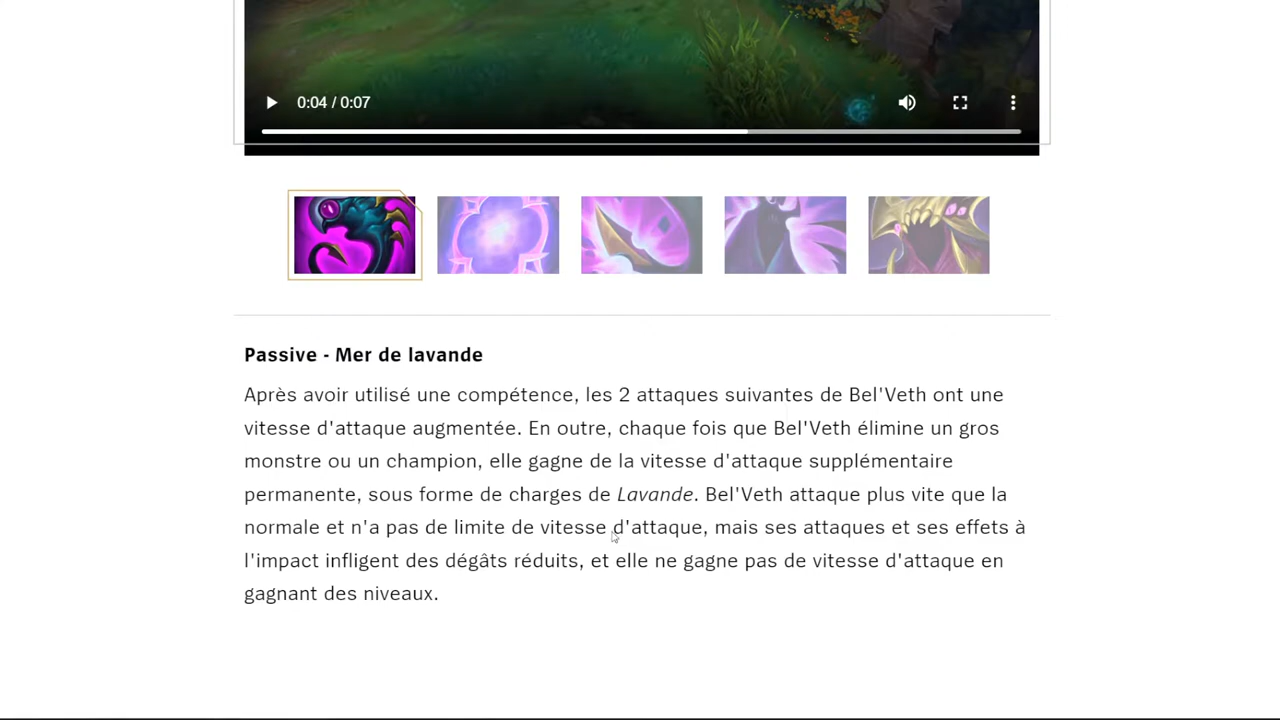 0:04 / 0:07
Passive - Mer de lavande
Après avoir utilisé une compétence, les 2 attaques suivantes de Bel'Veth ont une
vitesse d'attaque augmentée. En outre, chaque fois que Bel'Veth élimine un gros
monstre ou un champion, elle gagne de la vitesse d'attaque supplémentaire
permanente, sous forme de charges de Lavande. Bel'Veth attaque plus vite que la
normale et n'a pas de limite de vitesse d'attaque, mais ses attaques et ses effets à
l'impact infligent des dégâts réduits, et elle ne gagne pas de vitesse d'attaque en
gagnant des niveaux.